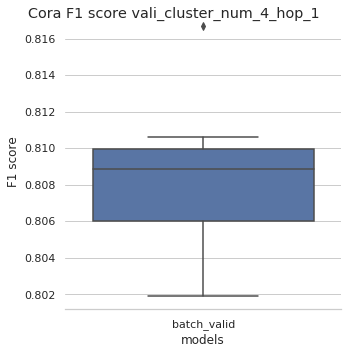 Cora F1 score vali_cluster_num_4_hop_1
0.816
0.814
0.812
0.810
0.808
0.806
0.804
0.802
F1 score
batch_valid
models